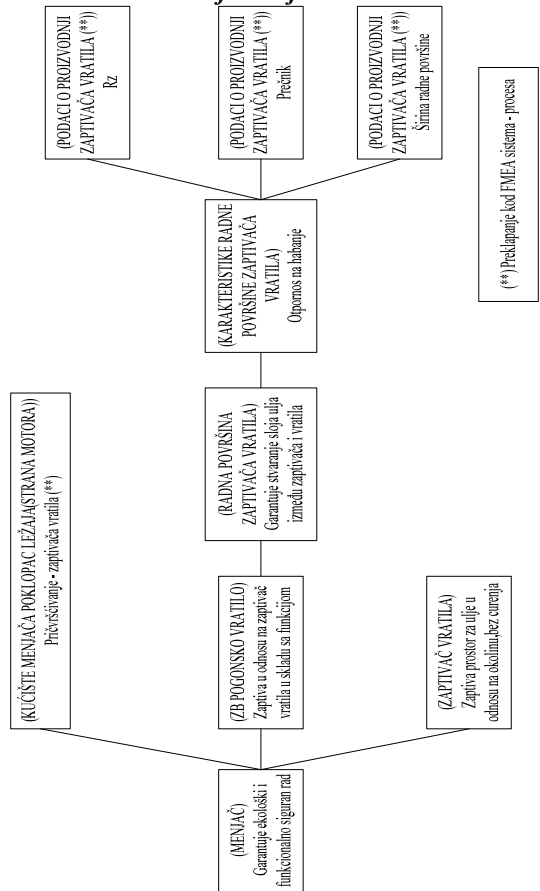 (MENJAČ)
Garantuje ekološki i
funkcionalno siguran rad
(KUĆIŠTE MENJAČA POKLOPAC LEŽAJA(STRANA MOTORA))
Pričvršćivanje - zaptivača vratila (**)
(ZB POGONSKO VRATILO)
Zaptiva u odnosu na zaptivač
vratila u skladu sa funkcijom
(ZAPTIVAČ VRATILA)
Zaptiva prostor za ulje u
odnosu na okolinu,bez curenja
(RADNA POVRŠINA
ZAPTIVAČA VRATILA)
Garantuje stvaranje sloja ulja
između zaptivača i vratila
(KARAKTERISTIKE RADNE
POVRŠINE ZAPTIVAČA
VRATILA)
Otpornos na habanje
(PODACI O PROIZVODNJI
ZAPTIVAČA VRATILA (**))
Rz
(PODACI O PROIZVODNJI
ZAPTIVAČA VRATILA (**))
Prečnik
(PODACI O PROIZVODNJI
ZAPTIVAČA VRATILA (**))
Širina radne površine
(**) Preklapanje kod FMEA sistema - procesa